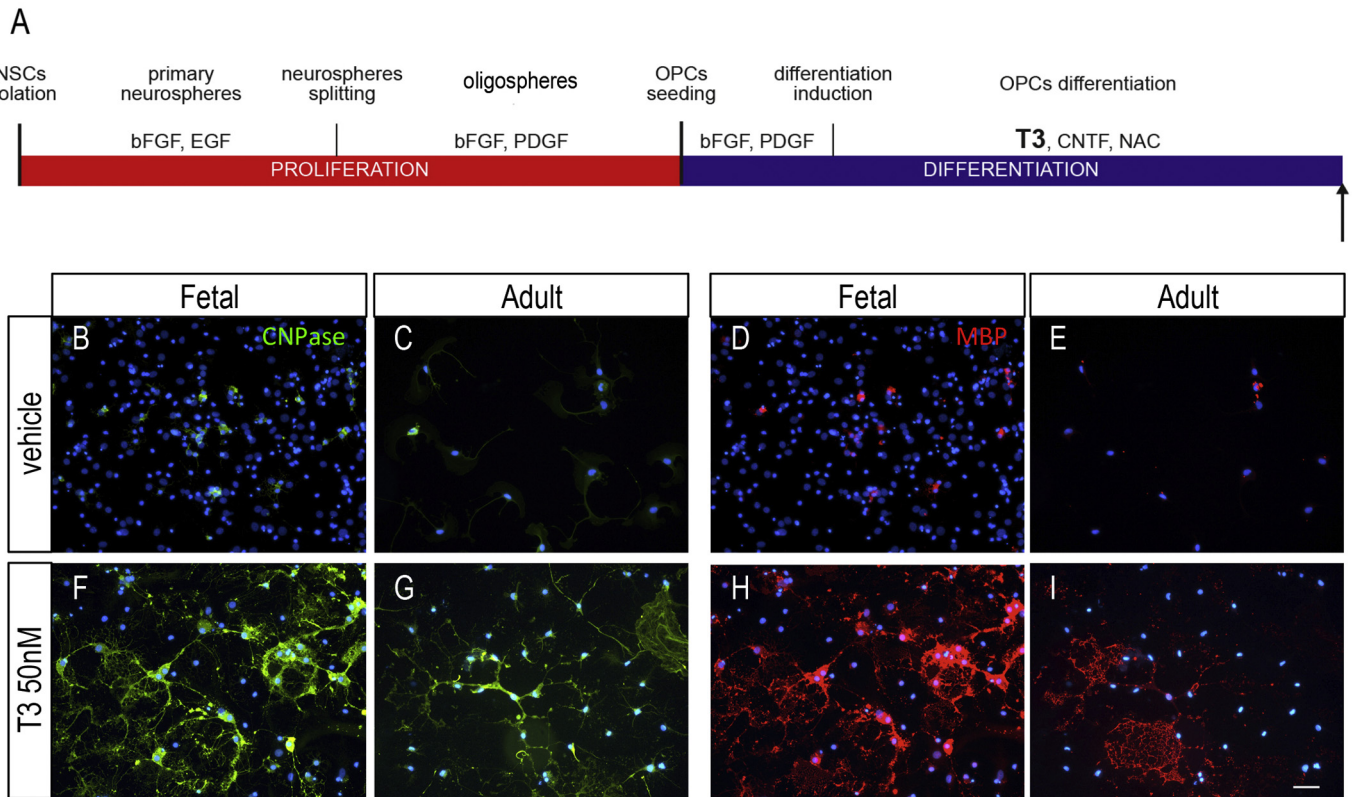 A
NSCs
olation
primary
neurospheres
neurospheres
splitting
oligospheres
OPCs
seeding
differentiation
induction
OPCs differentiation
bFGF, EGF
bFGF, PDGF
bFGF, PDGF
T3, CNTF, NAC
PROLIFERATION
DIFFERENTIATION
Fetal
Adult
Fetal
Adult
vehicle
B
CNPase
C
D
MBP
E
T3 50nM
F
G
H
I